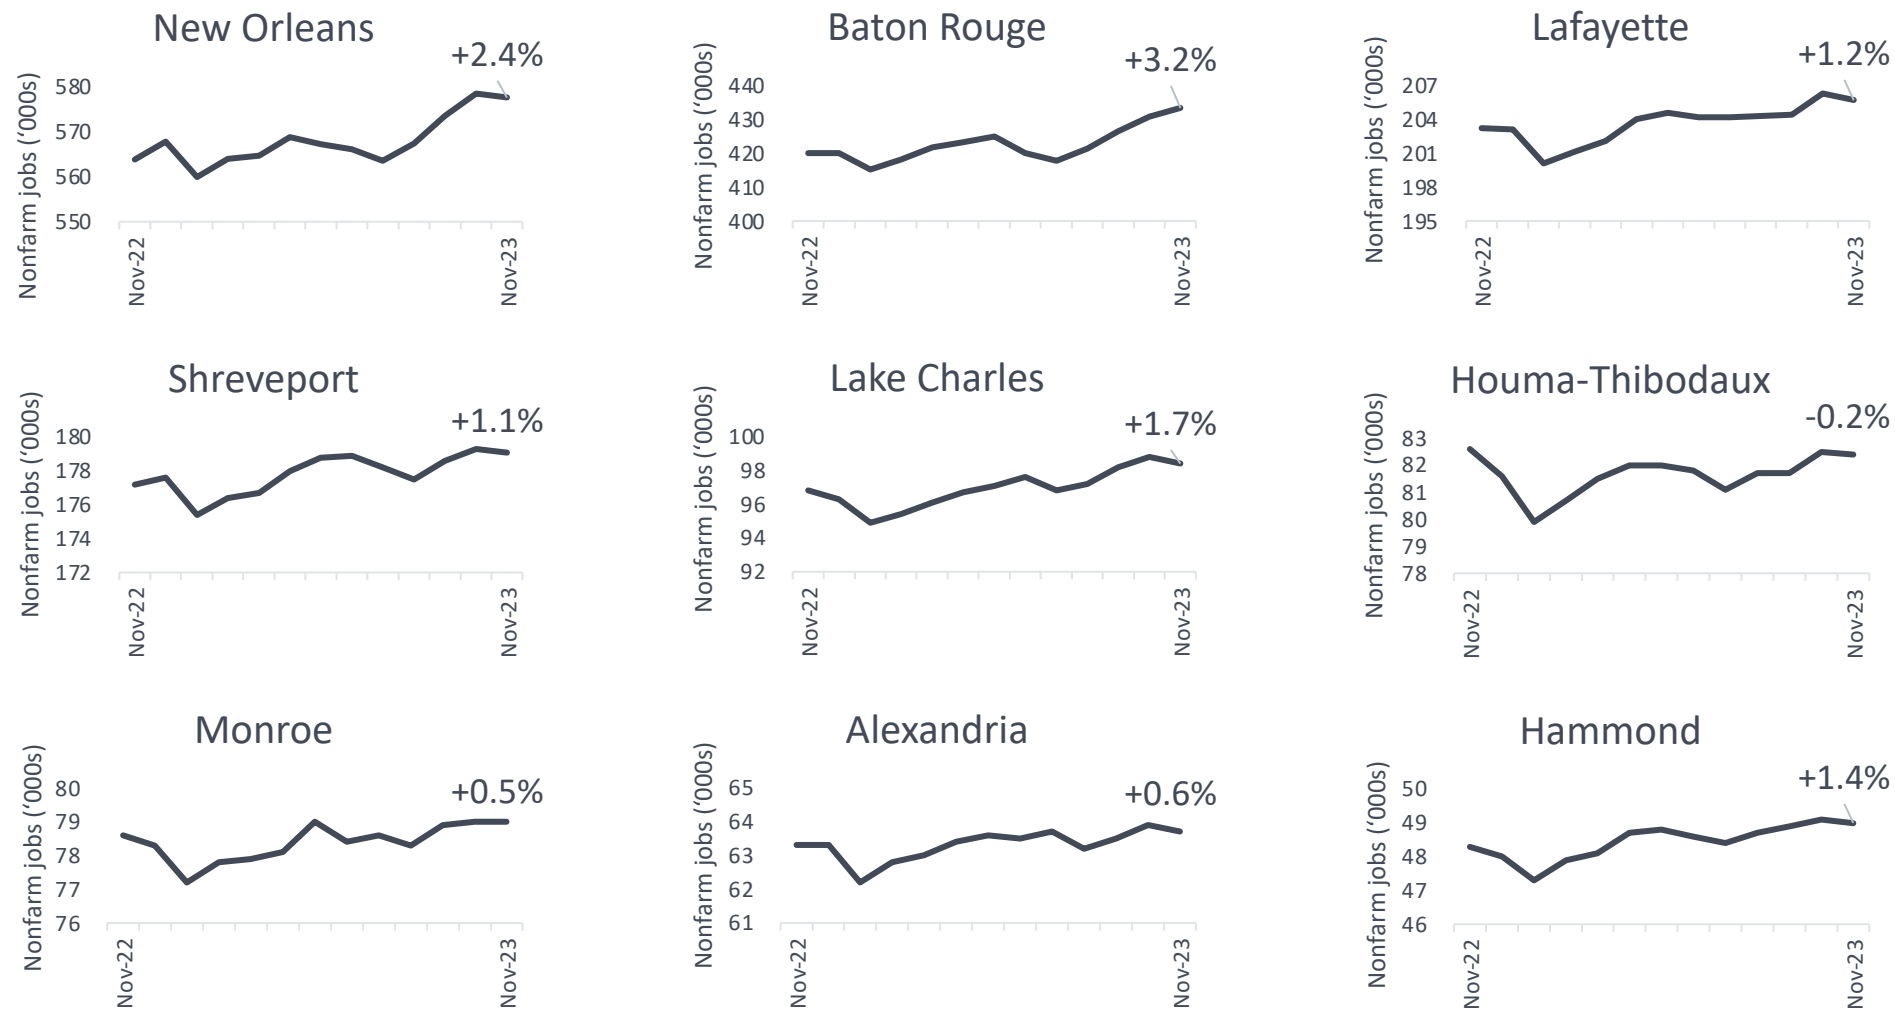 New Orleans
+2.4%
Nonfarm jobs (‘000s)
580
570
560
550
Nov-22
Nov-23
Baton Rouge
+3.2%
Nonfarm jobs (‘000s)
440
430
420
410
400
Nov-22
Nov-23
Lafayette
+1.2%
Nonfarm jobs (‘000s)
207
204
201
198
195
Nov-22
Nov-23
Shreveport
+1.1%
Nonfarm jobs (‘000s)
180
178
176
174
172
Nov-22
Nov-23
Lake Charles
+1.7%
Nonfarm jobs (‘000s)
100
98
96
94
92
Nov-22
Nov-23
Houma-Thibodaux
-0.2%
Nonfarm jobs (‘000s)
83
82
81
80
79
78
Nov-22
Nov-23
Monroe
+0.5%
Nonfarm jobs (‘000s)
80
79
78
77
76
Nov-22
Nov-23
Alexandria
+0.6%
Nonfarm jobs (‘000s)
65
64
63
62
61
Nov-22
Nov-23
Hammond
+1.4%
Nonfarm jobs (‘000s)
50
49
48
47
46
Nov-22
Nov-23